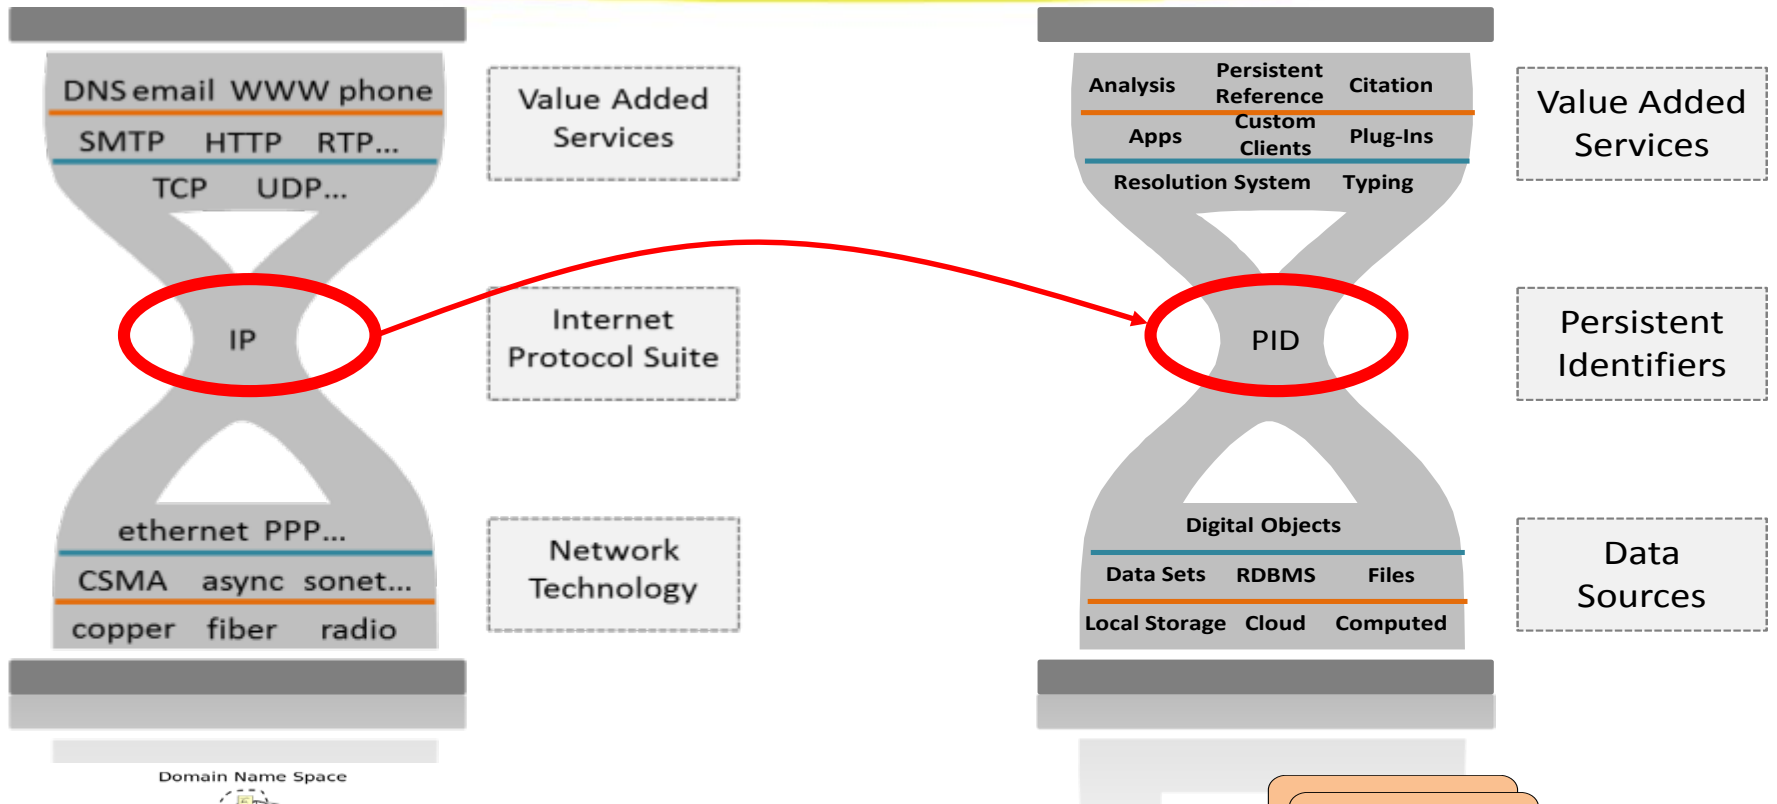 DNS email WWW phone
SMTP HTTP RTP...
TCP UDP...
IP
ethernet PPP...
CSMA async sonet...
copper fiber radio
Value Added
Services
Internet
Protocol Suite
Network
Technology
Analysis Persistent Reference Citation
Apps Custom Clients Plug-Ins
Resolution System Typing
PID
Digital Objects
Data Sets RDBMS Files
Local Storage Cloud Computed
Value Added
Services
Persistent
Identifiers
Data
Sources
Domain Name Space